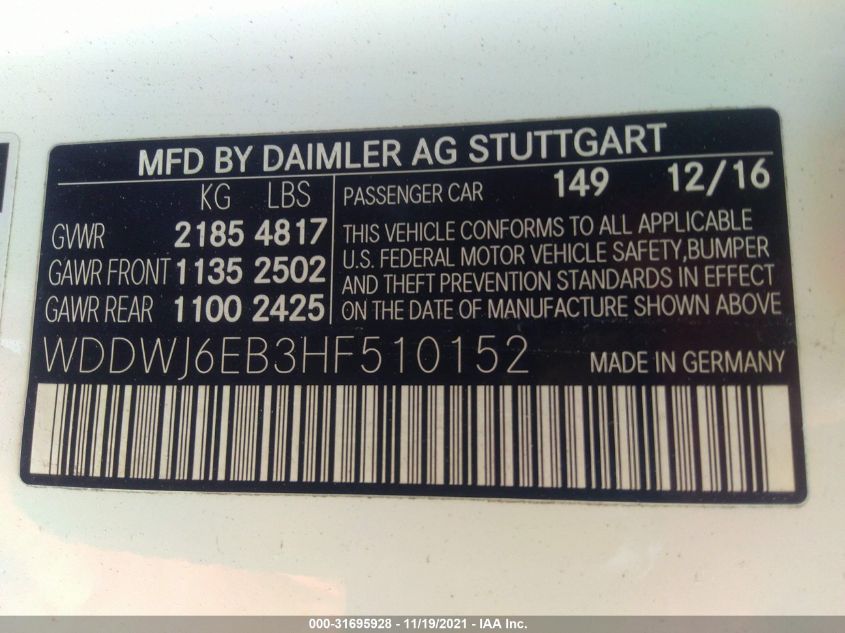 MFD BY DAIMLER AG STUTTGART
KG LBS
GVWR 2185 4817
GAWR FRONT 1135 2502
GAWR REAR 1100 2425
PASSENGER CAR 149 12/16
THIS VEHICLE CONFORMS TO ALL APPLICABLE
U.S. FEDERAL MOTOR VEHICLE SAFETY,BUMPER
AND THEFT PREVENTION STANDARDS IN EFFECT
ON THE DATE OF MANUFACTURE SHOWN ABOVE
WDDWJ6EB3HF510152 MADE IN GERMANY
000-31695928 - 11/19/2021 - IAA Inc.